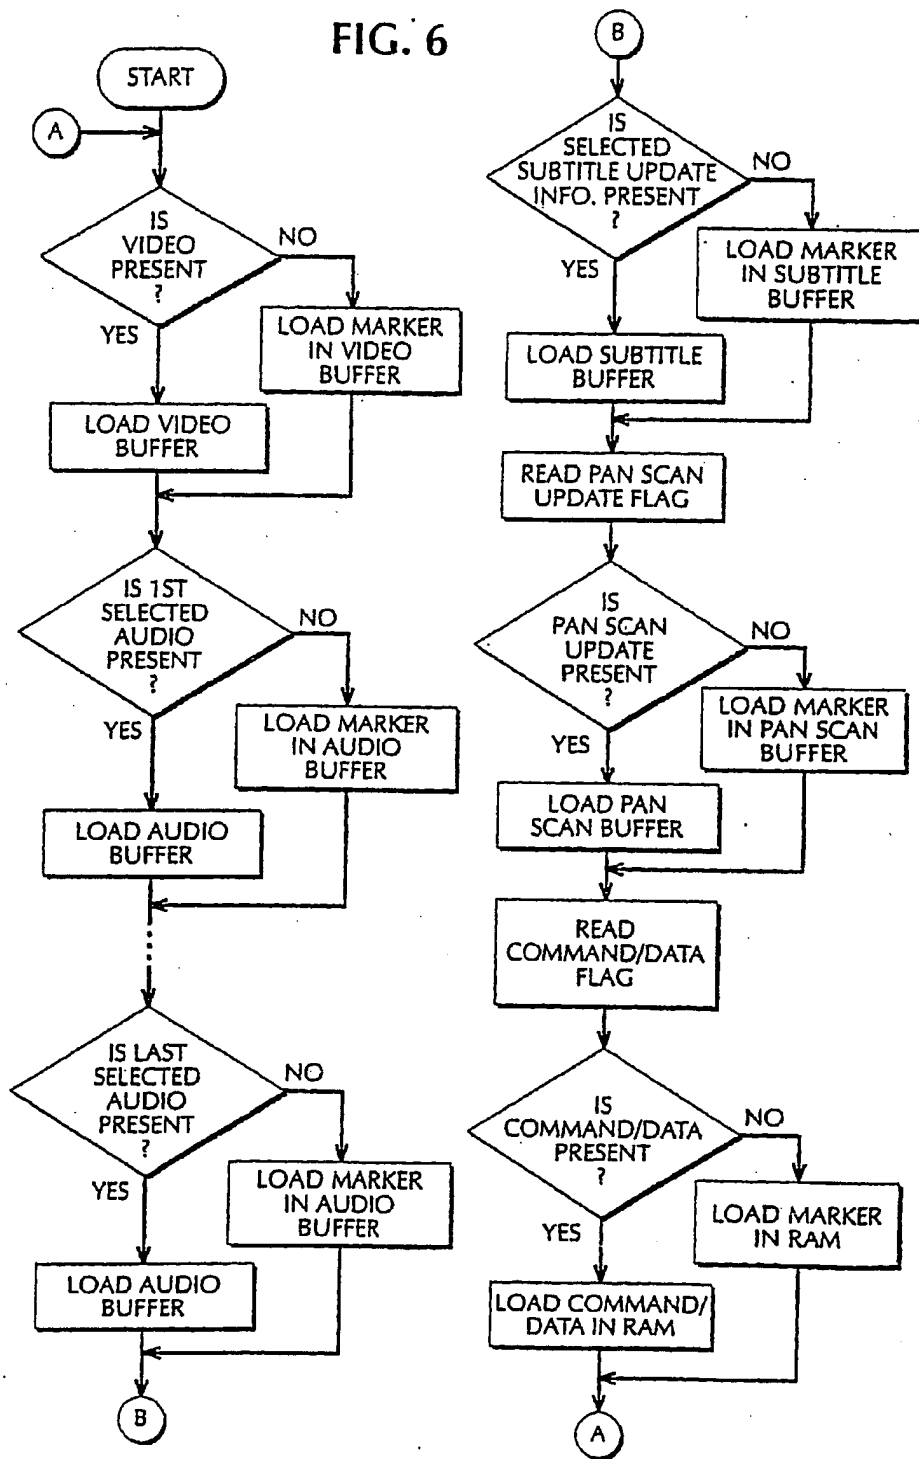 FIG. 6
START
A
IS
VIDEO
PRESENT
?
NO
YES
LOAD MARKER
IN VIDEO
BUFFER
LOAD VIDEO
BUFFER
IS 1ST
SELECTED
AUDIO
PRESENT
?
NO
YES
LOAD MARKER
IN AUDIO
BUFFER
LOAD AUDIO
BUFFER
IS LAST
SELECTED
AUDIO
PRESENT
?
NO
YES
LOAD MARKER
IN AUDIO
BUFFER
LOAD AUDIO
BUFFER
B
B
IS
SELECTED
SUBTITLE UPDATE
INFO. PRESENT
?
NO
YES
LOAD MARKER
IN SUBTITLE
BUFFER
LOAD SUBTITLE
BUFFER
READ PAN SCAN
UPDATE FLAG
IS
PAN SCAN
UPDATE
PRESENT
?
NO
YES
LOAD MARKER
IN PAN SCAN
BUFFER
LOAD PAN
SCAN BUFFER
READ
COMMAND/DATA
FLAG
IS
COMMAND/DATA
PRESENT
?
NO
YES
LOAD MARKER
IN RAM
LOAD COMMAND/
DATA IN RAM
A